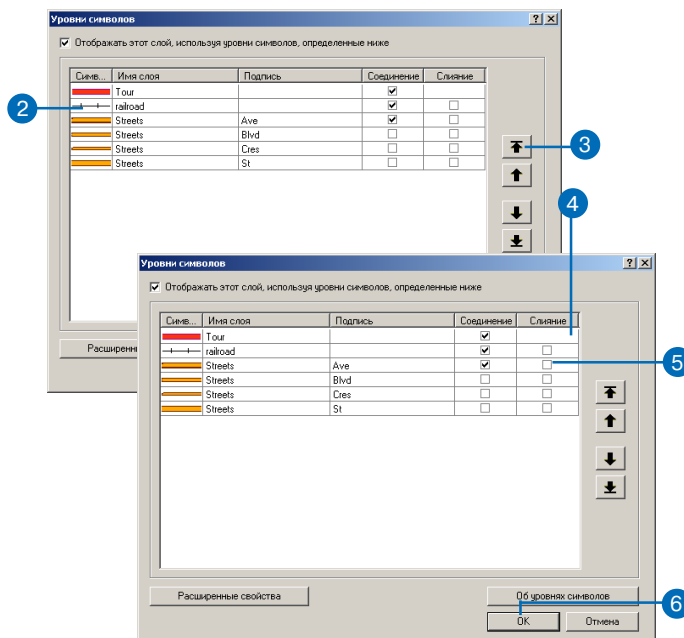 Уровни символов
Отображать этот слой, используя уровни символов, определенные ниже
Симв... Имя слоя Подпись Соединение Слияние
Tour
railroad
Streets Ave
Streets Blvd
Streets Cres
Streets St
2
3
4
Расширенн
Уровни символов
Отображать этот слой, используя уровни символов, определенные ниже
Симв... Имя слоя Подпись Соединение Слияние
Tour
railroad
Streets Ave
Streets Blvd
Streets Cres
Streets St
5
Расширенные свойства Об уровнях символов
6
OK Отмена